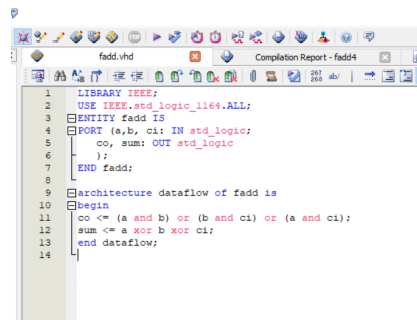 STOP
fadd.vhd
Compilation Report - fadd4
267
268
ab/
1 LIBRARY IEEE;
2 USE IEEE.std_logic_1164.ALL;
3 ENTITY fadd IS
4 PORT (a,b, ci: IN std_logic;
5 co, sum: OUT std_logic
6 );
7 END fadd;
8
9 architecture dataflow of fadd is
10 begin
11 co <= (a and b) or (b and ci) or (a and ci);
12 sum <= a xor b xor ci;
13 end dataflow;
14